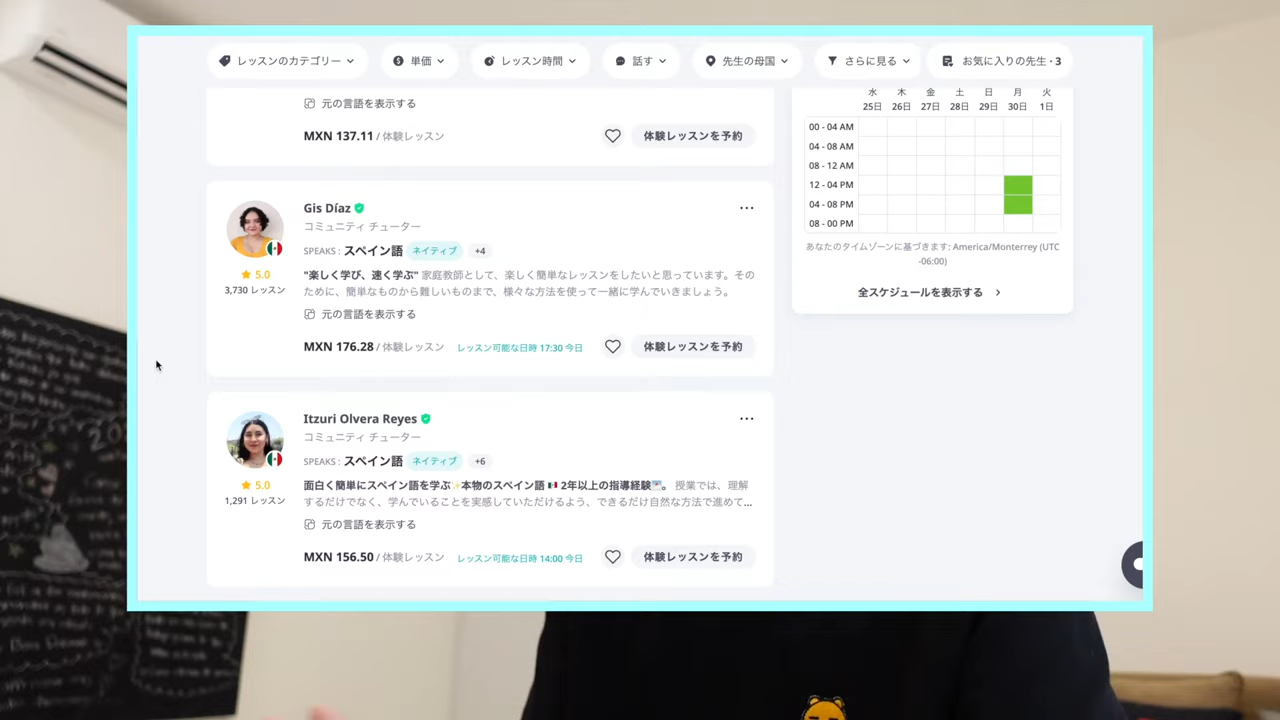 レッスンのカテゴリー
単価
レッスン時間
話す
先生の母国
さらに見る
お気に入りの先生・3
元の言語を表示する
MXN 137.11 / 体験レッスン
体験レッスンを予約
Gis Díaz
コミュニティ チューター
SPEAKS : スペイン語 ネイティブ +4
5.0
3,730 レッスン
"楽しく学び、速く学ぶ" 家庭教師として、楽しく簡単なレッスンをしたいと思っています。そ
のために、簡単なものから難しいものまで、様々な方法を使って一緒に学んでいきましょう。
元の言語を表示する
MXN 176.28 / 体験レッスン レッスン可能な日時 17:30 今日
体験レッスンを予約
Itzuri Olvera Reyes
コミュニティ チューター
SPEAKS : スペイン語 ネイティブ +6
5.0
1,291 レッスン
面白く簡単にスペイン語を学ぶ✨本物のスペイン語 🇲🇽 2年以上の指導経験。 授業では、理解
するだけでなく、学んでいることを実感していただけるよう、できるだけ自然な方法で進めて...
元の言語を表示する
MXN 156.50 / 体験レッスン レッスン可能な日時 14:00 今日
体験レッスンを予約
水 木 金 土 日 月 火
25日 26日 27日 28日 29日 30日 1日
00 - 04 AM
04 - 08 AM
08 - 12 AM
12 - 04 PM
04 - 08 PM
08 - 00 PM
あなたのタイムゾーンに基づきます: America/Monterrey (UTC
-06:00)
全スケジュールを表示する